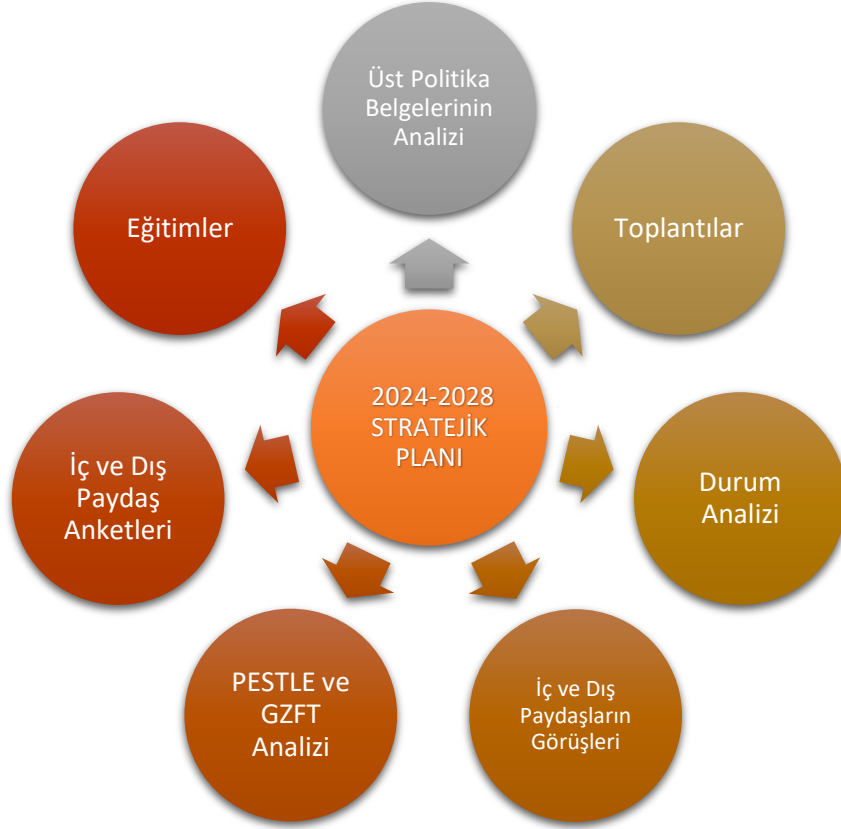 Üst Politika
Belgelerinin
Analizi
Toplantılar
Durum
Analizi
İç ve Dış
Paydaşların
Görüşleri
PESTLE ve
GZFT
Analizi
İç ve Dış
Paydaş
Anketleri
Eğitimler
2024-2028
STRATEJİK
PLANI